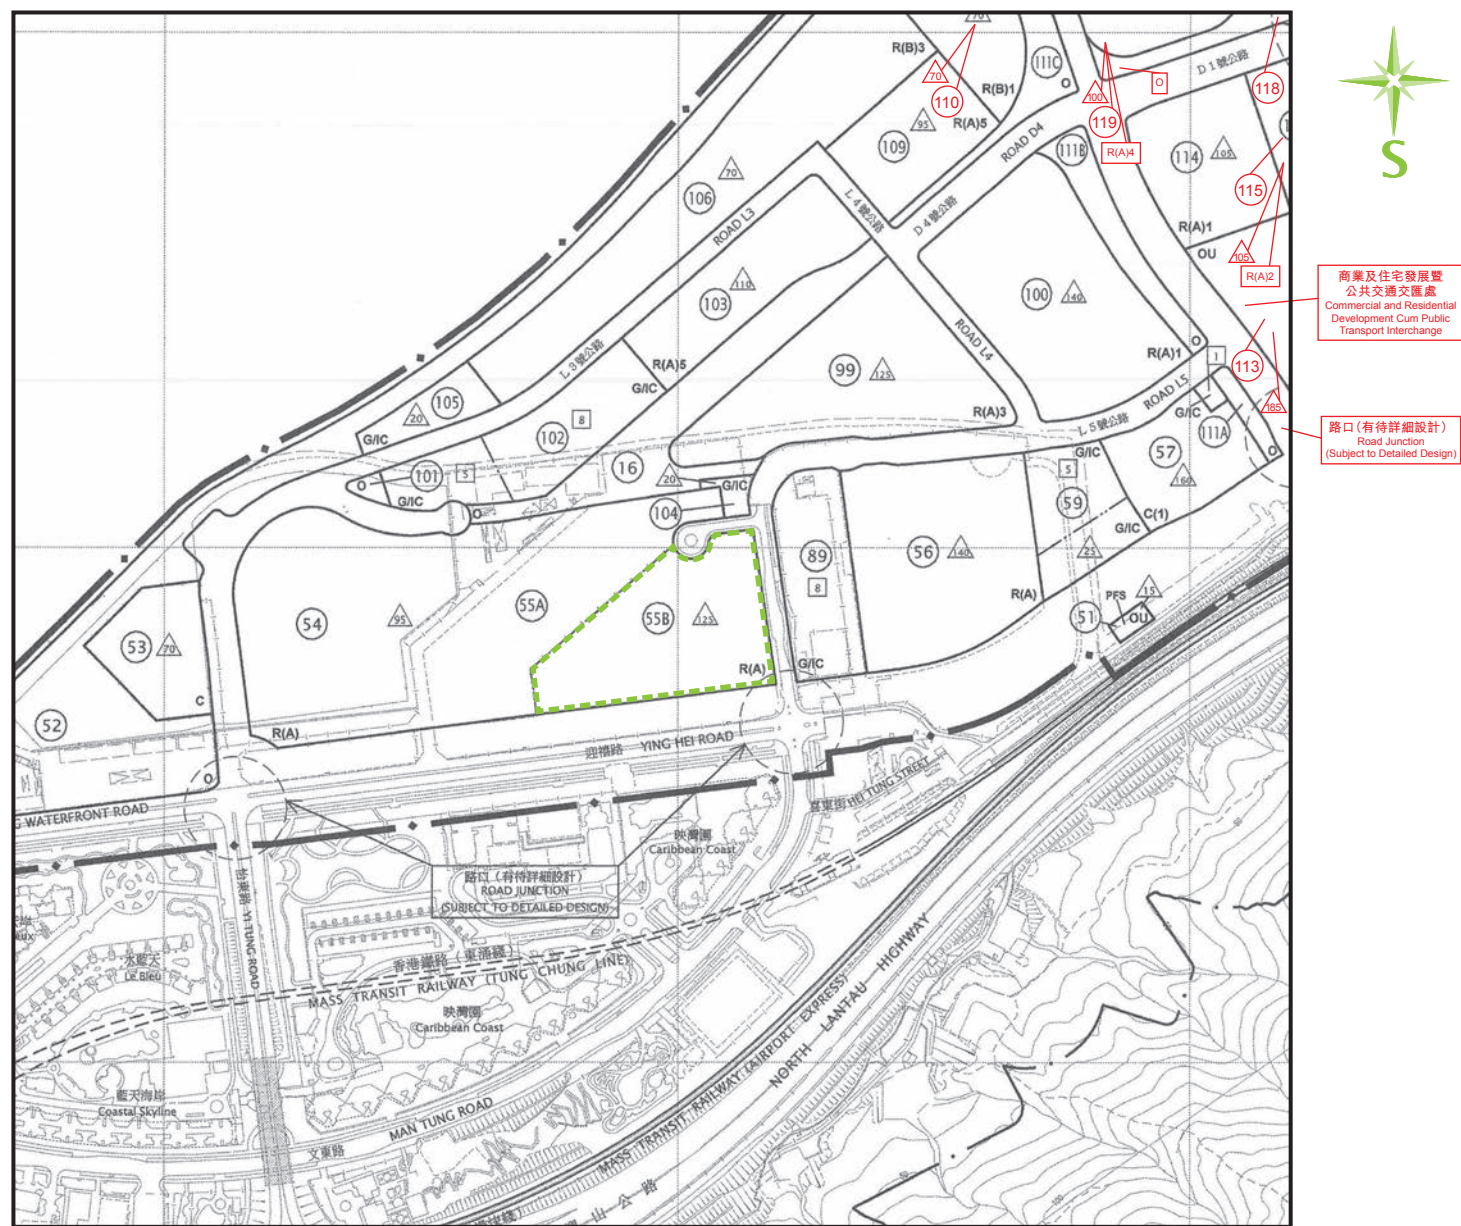 70
R(B)3
111C
D 1 號公路
118
70
110
R(B)1
O
100
O
119
R(A)4
95
R(A)5
109
ROAD D4
111B
114
105
115
S
106
70
L 4 號公路
D 4 號公路
ROAD L3
R(A)1
OU
105
R(A)2
商業及住宅發展暨
公共交通交匯處
Commercial and Residential
Development Cum Public
Transport Interchange
103
110
100
140
ROAD L4
L 3 號公路
R(A)1
O
1
113
R(A)5
G/IC
99
125
ROAD L5
185
105
20
G/IC
8
102
R(A)3
L 5 號公路
G/IC
111A
O
路口(有待詳細設計)
Road Junction
(Subject to Detailed Design)
101
5
O
G/IC
O
16
20
G/IC
104
G/IC
5
57
160
59
C(1)
G/IC
25
54
95
55A
55B
125
89
8
56
140
R(A)
PFS
15
51
OU
53
70
C
52
R(A)
R(A)
G/IC
O
迎禧路 YING HEI ROAD
喜東街 HEI TUNG STREET
G WATERFRONT ROAD
映灣園
Caribbean Coast
路口 (有待詳細設計)
ROAD JUNCTION
(SUBJECT TO DETAILED DESIGN)
怡東路 YI TUNG ROAD
水藍天
Le Bleu
香港鐵路 (東涌綫)
MASS TRANSIT RAILWAY (TUNG CHUNG LINE)
映灣園
Caribbean Coast
NORTH LANTAU HIGHWAY
MASS TRANSIT RAILWAY (AIRPORT EXPRESS)
藍天海岸
Coastal Skyline
MAN TUNG ROAD
文東路
山 公 路